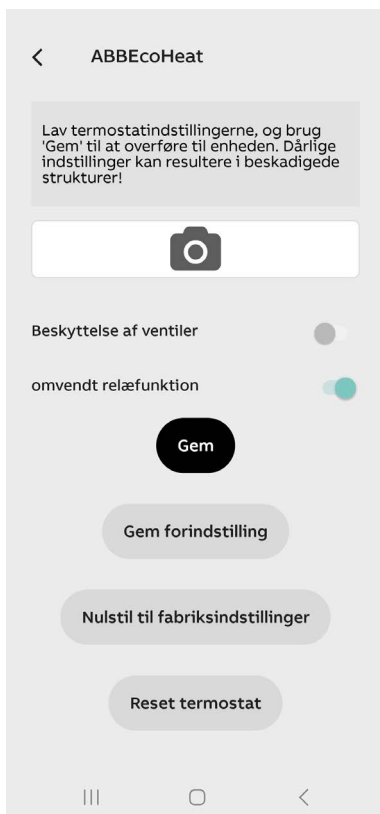 ABBEcoHeat
Lav termostatindstillingerne, og brug
'Gem' til at overføre til enheden. Dårlige
indstillinger kan resultere i beskadigede
strukturer!
Beskyttelse af ventiler
omvendt relæfunktion
Gem
Gem forindstilling
Nulstil til fabriksindstillinger
Reset termostat